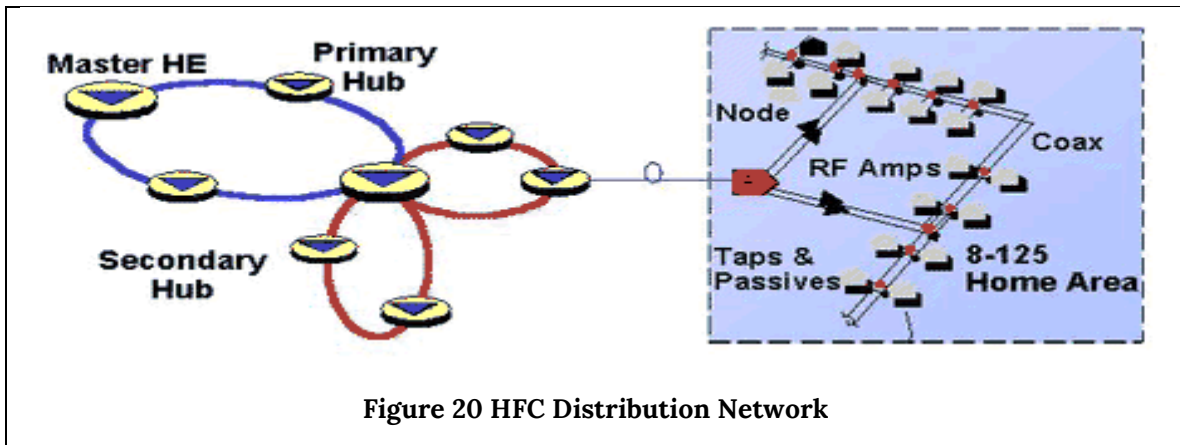 Master HE
Primary
Hub
Secondary
Hub
Node
RF Amps
Coax
Taps &
Passives
8-125
Home Area
Figure 20 HFC Distribution Network